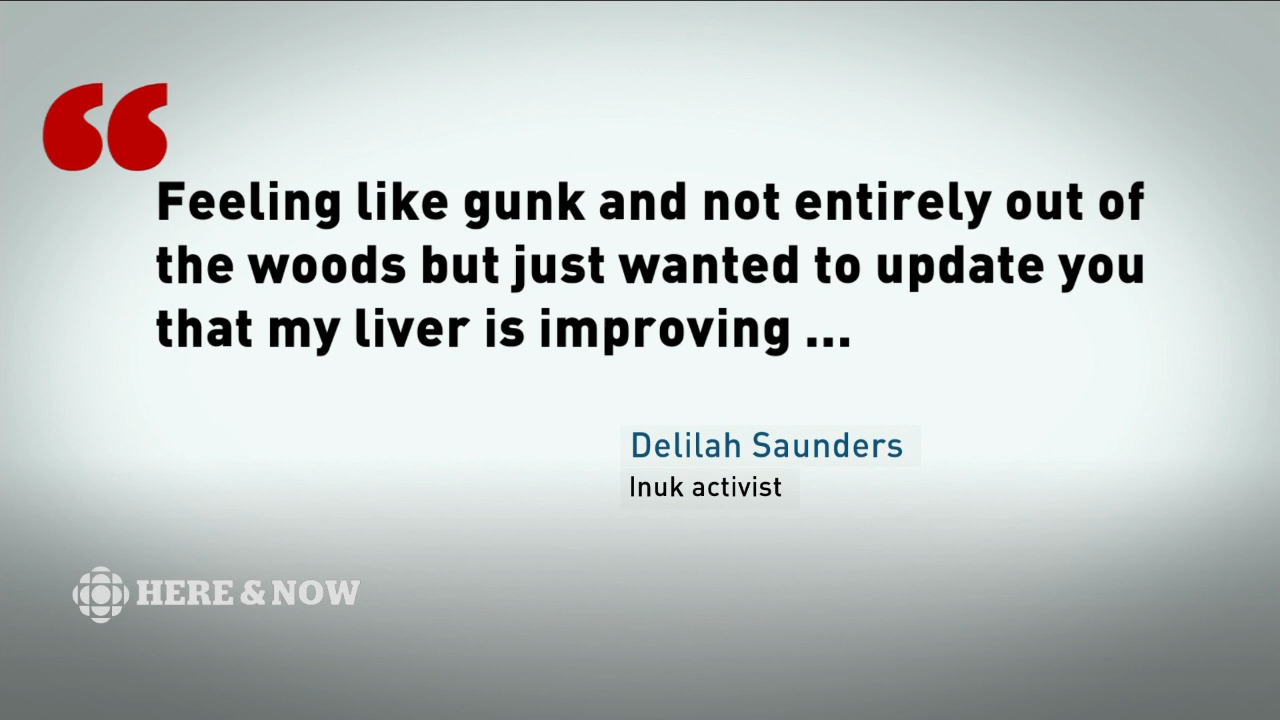 Feeling like gunk and not entirely out of
the woods but just wanted to update you
that my liver is improving ...
Delilah Saunders
Inuk activist
HERE & NOW